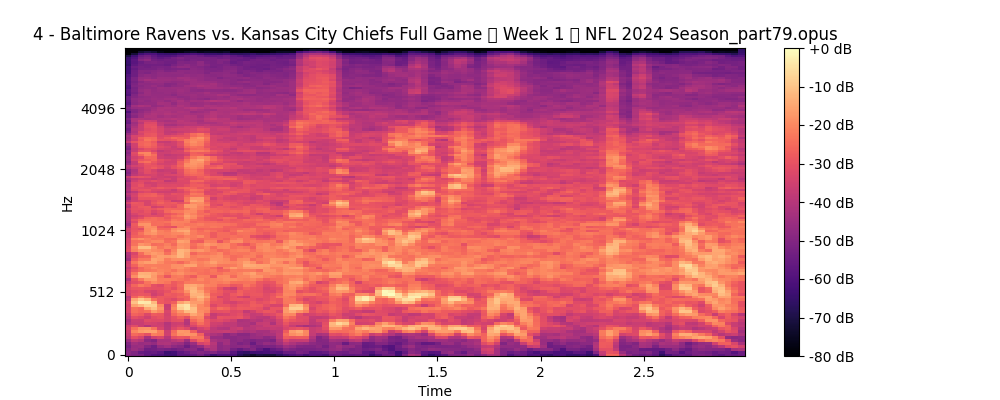 4 - Baltimore Ravens vs. Kansas City Chiefs Full Game ▯ Week 1 ▯ NFL 2024 Season_part79.opus
+0 dB
-10 dB
4096
-20 dB
2048
-30 dB
Hz
-40 dB
1024
-50 dB
512
-60 dB
-70 dB
0
-80 dB
0 0.5 1 1.5 2 2.5
Time